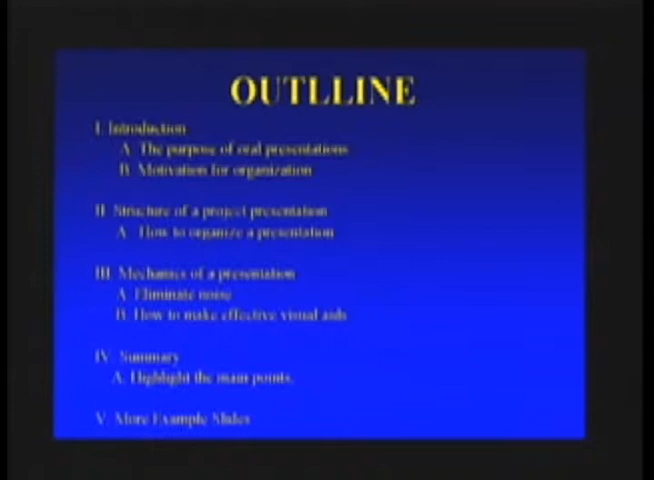 OUTLLINE
I. Introduction
A. The purpose of oral presentations
B. Motivation for organization
II. Structure of a project presentation
A. How to organize a presentation
III. Mechanics of a presentation
A. Eliminate noise
B. How to make effective visual aids
IV. Summary
A. Highlight the main points.
V. More Example Slides